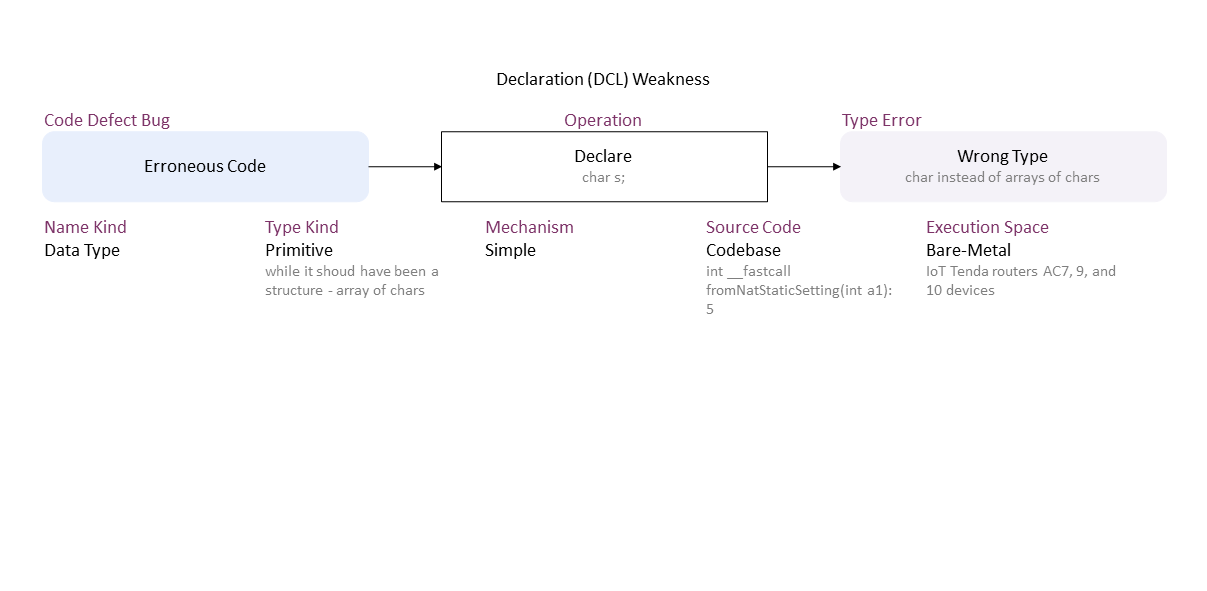 Declaration (DCL) Weakness
Code Defect Bug
Operation
Type Error
Erroneous Code
Declare
char s;
Wrong Type
char instead of arrays of chars
Name Kind
Data Type
Type Kind
Primitive
while it shoud have been a
structure - array of chars
Mechanism
Simple
Source Code
Codebase
int __fastcall
fromNatStaticSetting(int a1):
5
Execution Space
Bare-Metal
IoT Tenda routers AC7, 9, and
10 devices